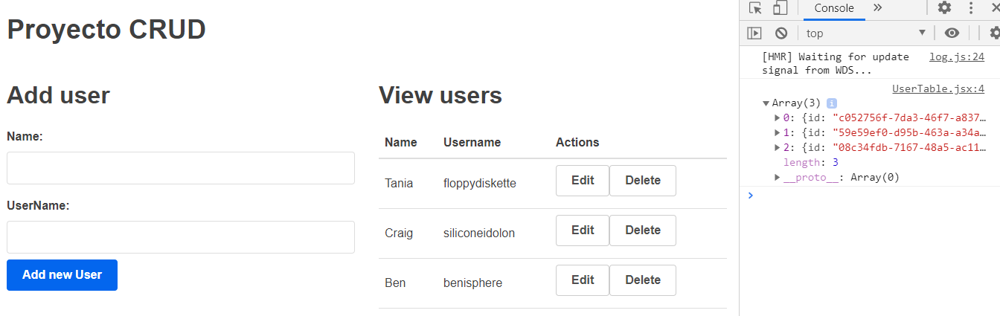 Proyecto CRUD
Add user
Name:
UserName:
Add new User
View users
Name Username Actions
Tania floppydiskette Edit Delete
Craig siliconeidolon Edit Delete
Ben benisphere Edit Delete
Console
top
[HMR] Waiting for update log.js:24
signal from WDS...
UserTable.jsx:4
Array(3) i
0: {id: "c052756f-7da3-46f7-a837…
1: {id: "59e59ef0-d95b-463a-a34a…
2: {id: "08c34fdb-7167-48a5-ac11…
length: 3
__proto__: Array(0)